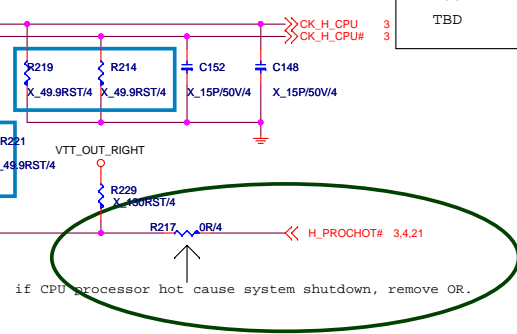 TBD
CK_H_CPU 3
CK_H_CPU# 3
R219
R214
C152
C148
X_49.9RST/4
X_49.9RST/4
X_15P/50V/4
X_15P/50V/4
R221
49.9RST/4
VTT_OUT_RIGHT
R229
X_130RST/4
R217
0R/4
H_PROCHOT# 3,4,21
if CPU processor hot cause system shutdown, remove OR.